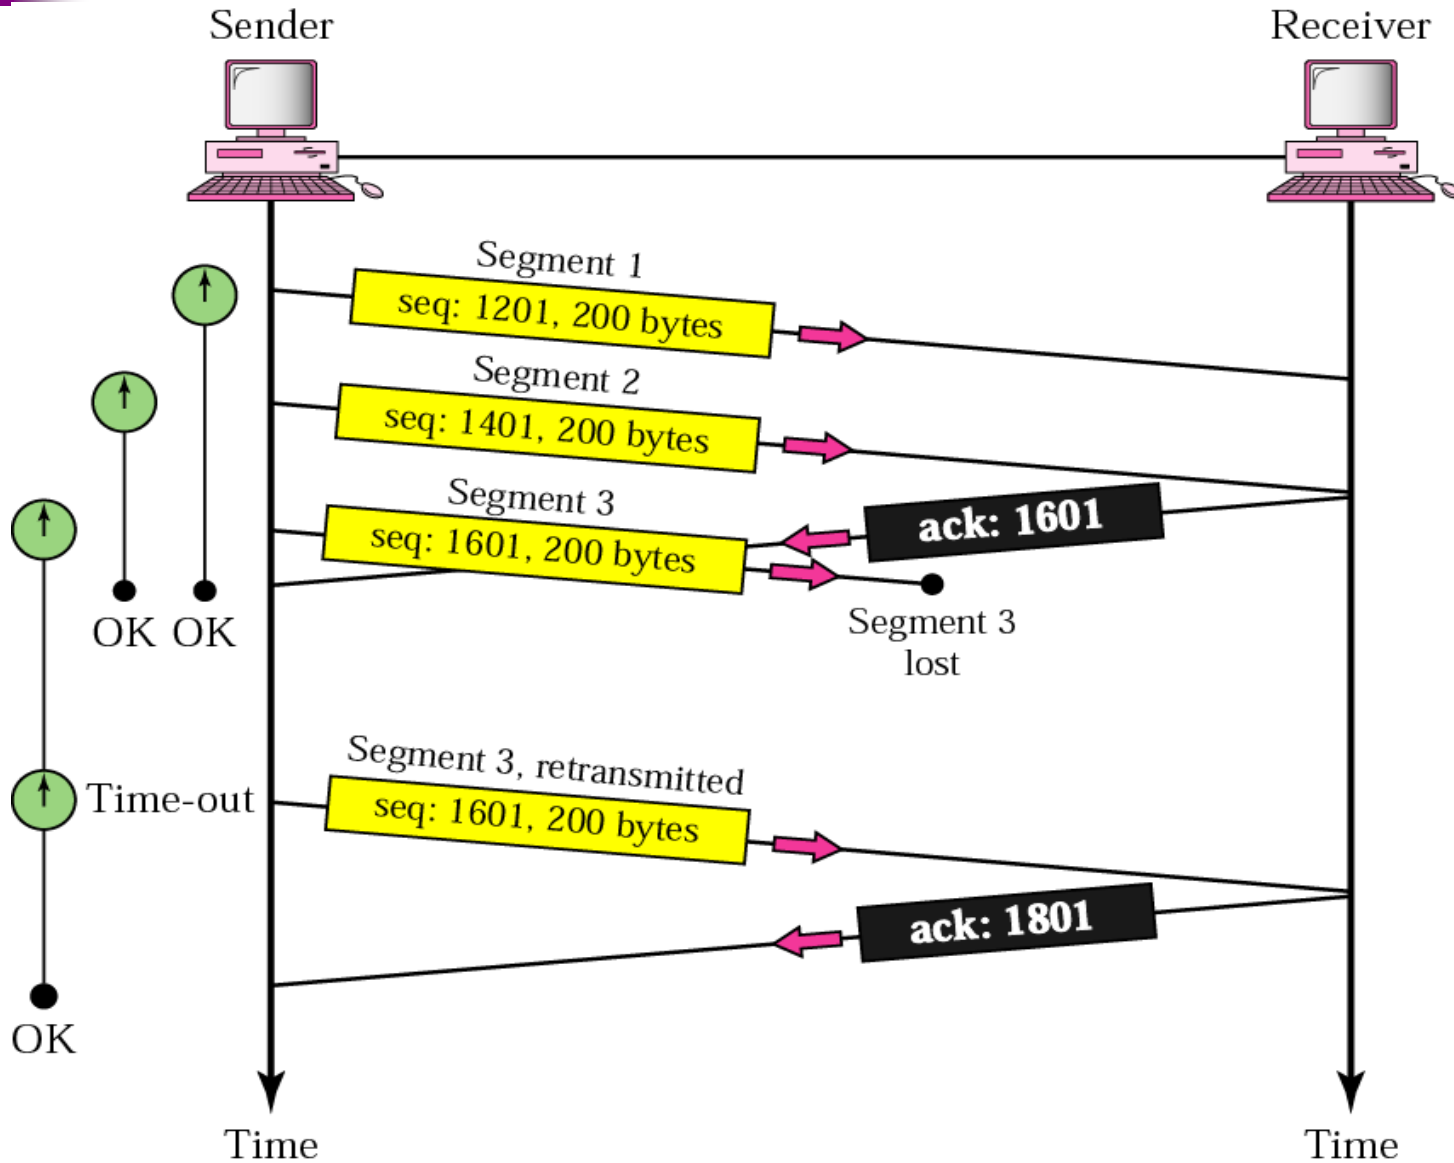 Sender
Receiver
Segment 1
seq: 1201, 200 bytes
Segment 2
seq: 1401, 200 bytes
Segment 3
seq: 1601, 200 bytes
ack: 1601
OK
OK
Segment 3
lost
Segment 3, retransmitted
Time-out
seq: 1601, 200 bytes
ack: 1801
OK
Time
Time